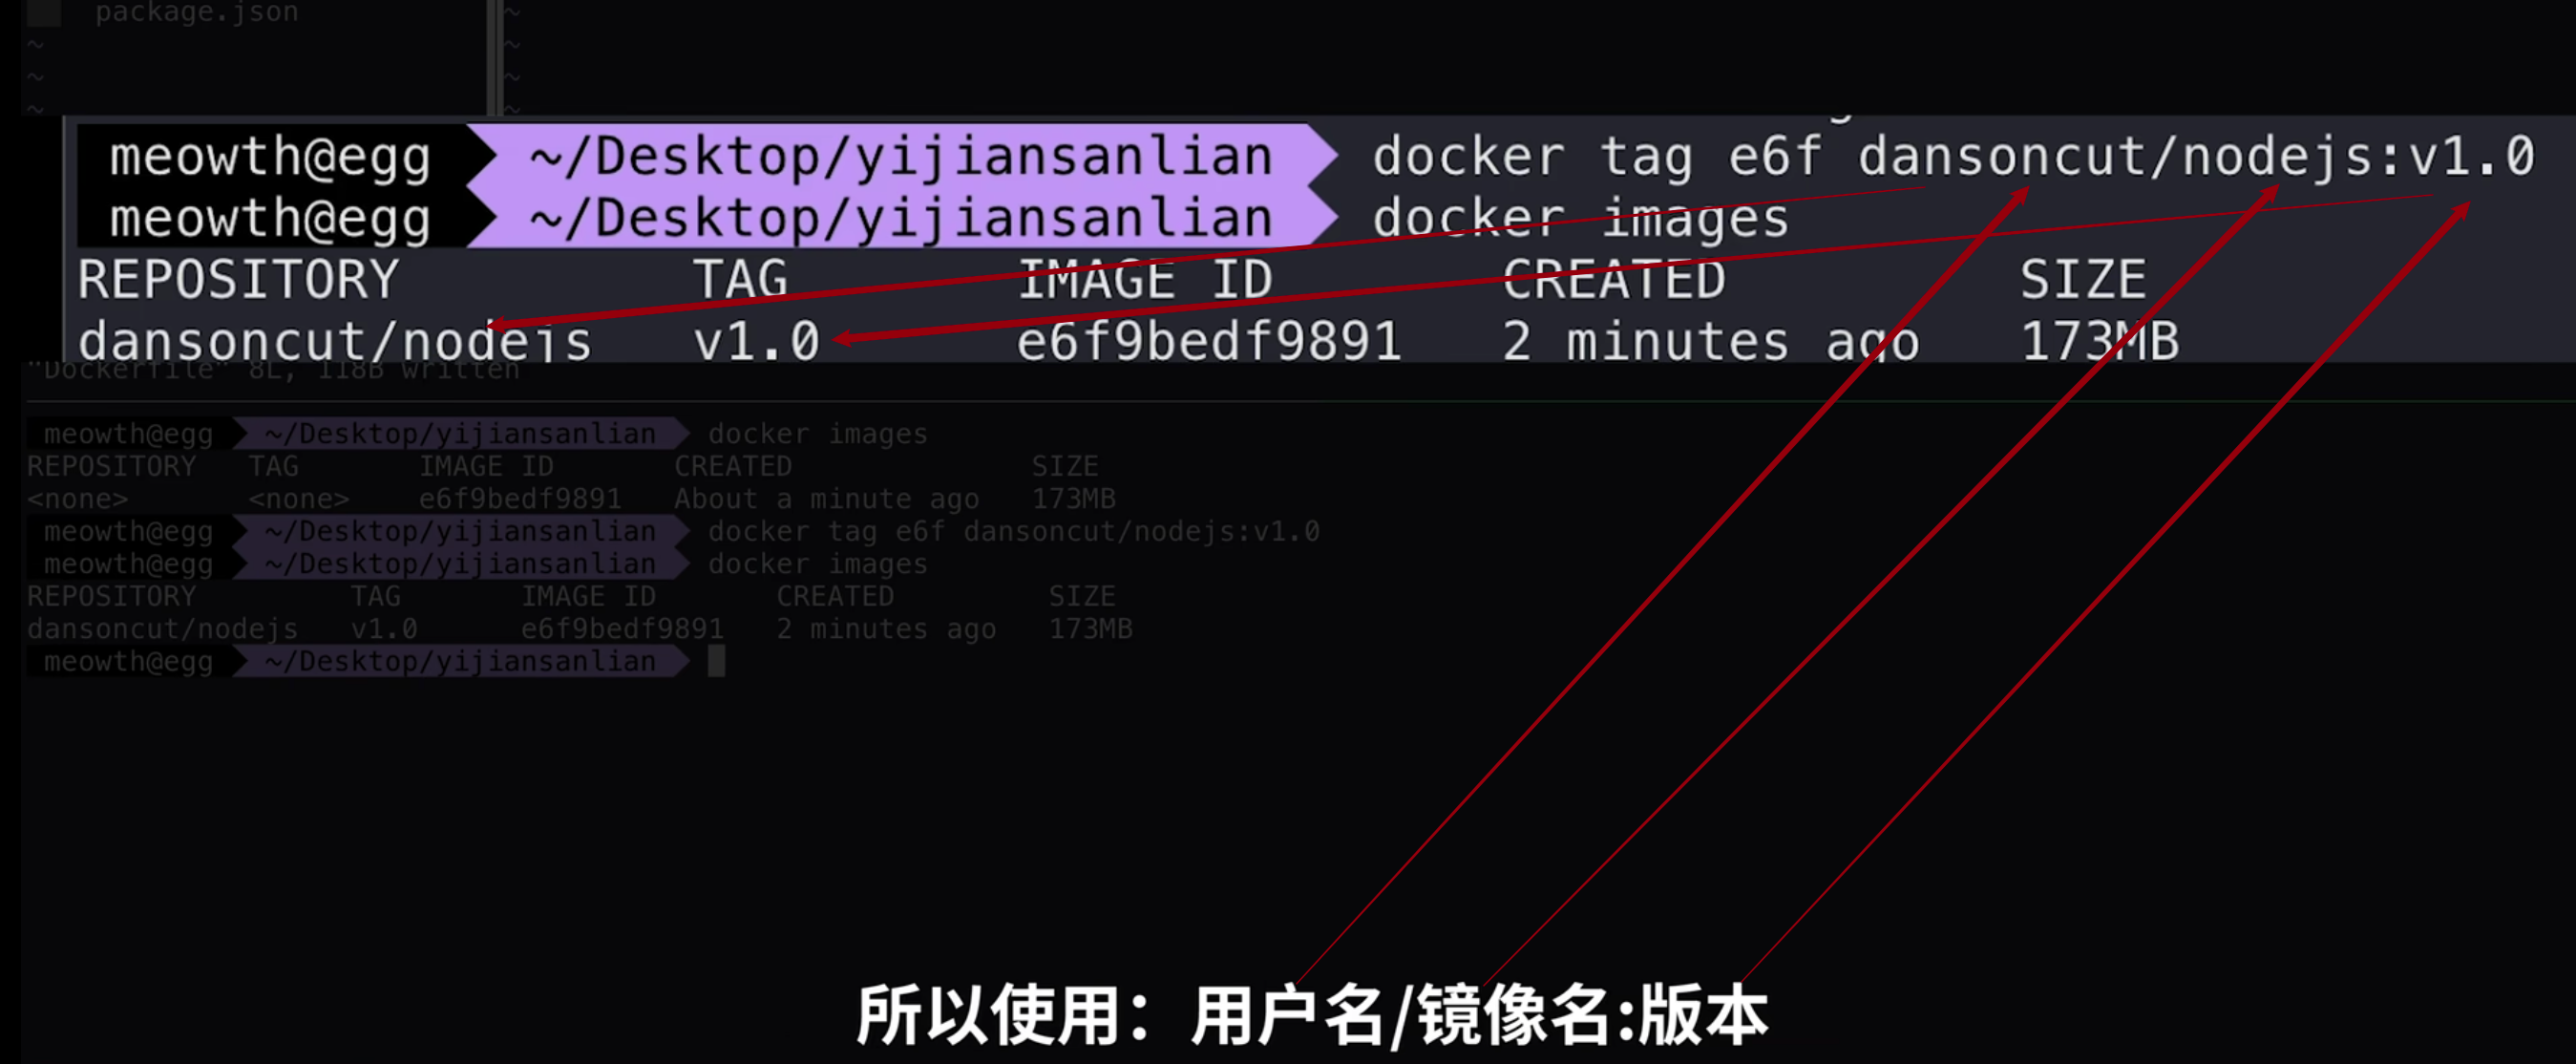 package.json
~ ~
~ ~
~ ~
meowth@egg ~/Desktop/yijiansanlian docker tag e6f dansoncut/nodejs:v1.0
meowth@egg ~/Desktop/yijiansanlian docker images
REPOSITORY TAG IMAGE ID CREATED SIZE
dansoncut/nodejs v1.0 e6f9bedf9891 2 minutes ago 173MB
"Dockerfile" 8L, 118B written
meowth@egg ~/Desktop/yijiansanlian docker images
REPOSITORY TAG IMAGE ID CREATED SIZE
<none> <none> e6f9bedf9891 About a minute ago 173MB
meowth@egg ~/Desktop/yijiansanlian docker tag e6f dansoncut/nodejs:v1.0
meowth@egg ~/Desktop/yijiansanlian docker images
REPOSITORY TAG IMAGE ID CREATED SIZE
dansoncut/nodejs v1.0 e6f9bedf9891 2 minutes ago 173MB
meowth@egg ~/Desktop/yijiansanlian
所以使用：用户名/镜像名:版本